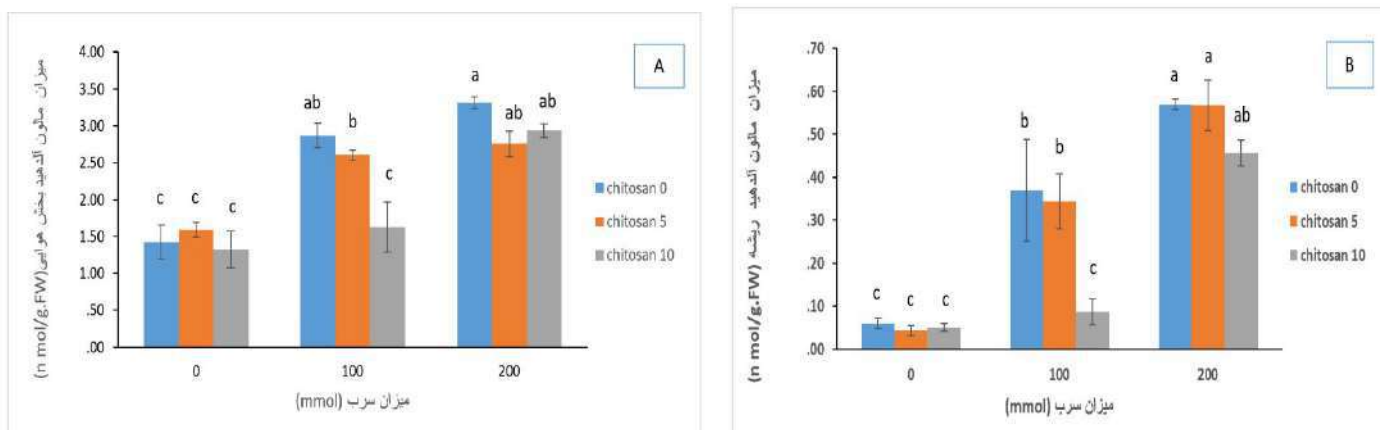 A
میزان مالون آلدهید بخش هوایی(n mol/g.FW)
4.00
3.50
3.00
2.50
2.00
1.50
1.00
.50
.00
c c c
ab b c
a ab ab
0 100 200
میزان سرب (mmol)
chitosan 0
chitosan 5
chitosan 10
B
میزان مالون آلدهید ریشه (n mol/g.FW)
.70
.60
.50
.40
.30
.20
.10
.00
c c c
b b c
a a ab
0 100 200
میزان سرب (mmol)
chitosan 0
chitosan 5
chitosan 10